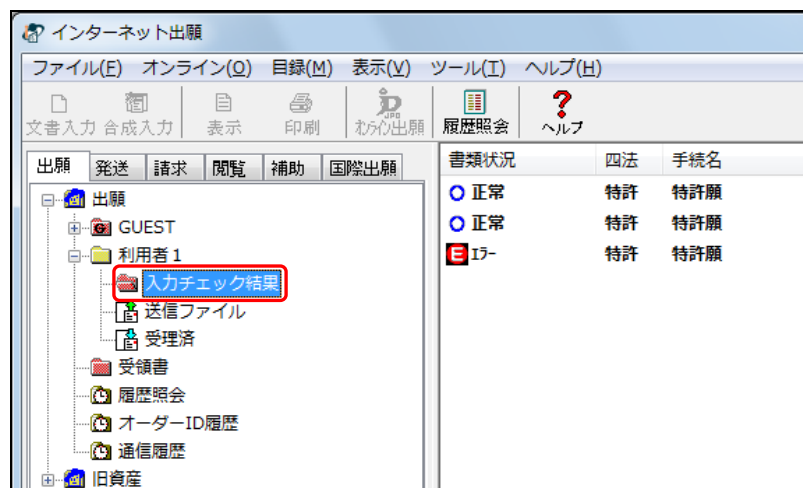 インターネット出願
ファイル(F) オンライン(O) 目録(M) 表示(V) ツール(T) ヘルプ(H)
文書入力 合成入力 表示 印刷 オンライン出願 履歴照会 ヘルプ
出願 発送 請求 閲覧 補助 国際出願
書類状況 四法 手続名
正常 特許 特許願
正常 特許 特許願
E エラー 特許 特許願
出願
GUEST
利用者1
入力チェック結果
送信ファイル
受理済
受領書
履歴照会
オーダーID履歴
通信履歴
旧資産